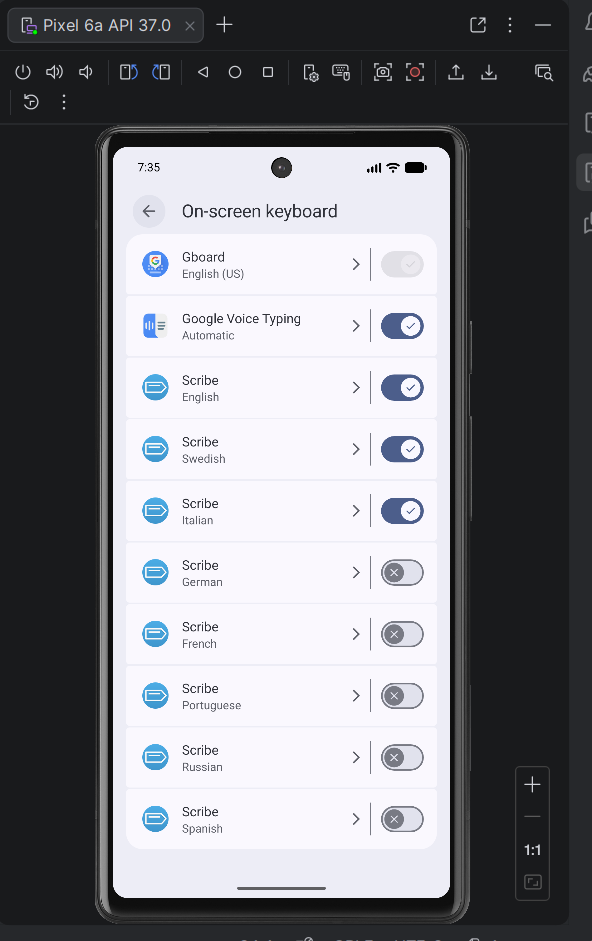 Pixel 6a API 37.0
7:35
On-screen keyboard
Gboard
English (US)
Google Voice Typing
Automatic
Scribe
English
Scribe
Swedish
Scribe
Italian
Scribe
German
Scribe
French
Scribe
Portuguese
Scribe
Russian
Scribe
Spanish
1:1